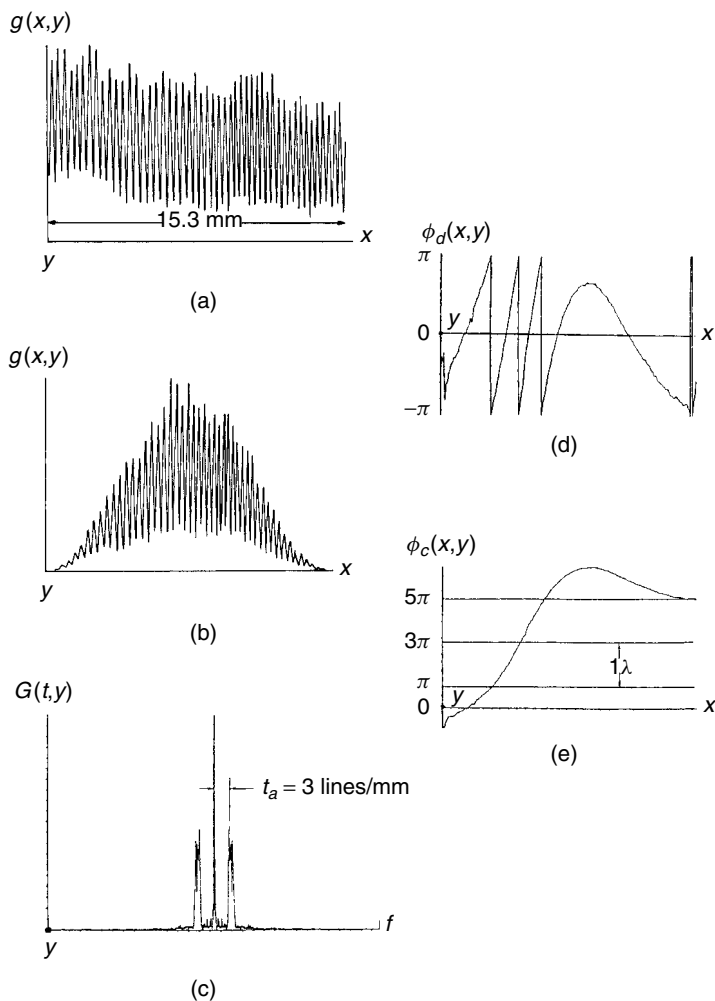 g(x,y)
15.3 mm
x
y
(a)
g(x,y)
x
y
(b)
G(t,y)
t_a = 3 lines/mm
f
y
(c)
ϕ_d(x,y)
π
y
0
x
−π
(d)
ϕ_c(x,y)
5π
3π
1λ
π
y
0
x
(e)